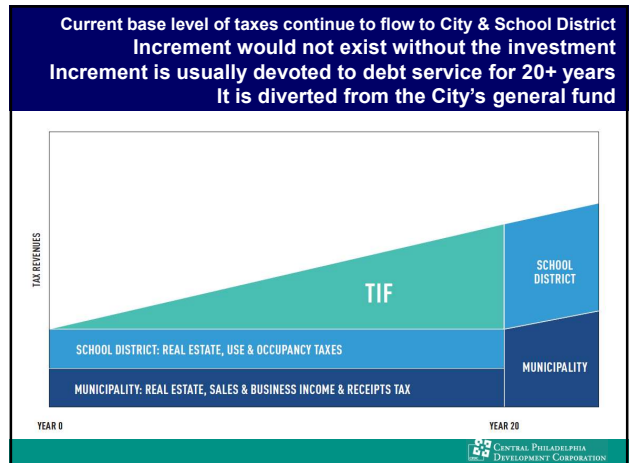 Current base level of taxes continue to flow to City & School District
Increment would not exist without the investment
Increment is usually devoted to debt service for 20+ years
It is diverted from the City's general fund
TAX REVENUES
TIF
SCHOOL
DISTRICT
SCHOOL DISTRICT: REAL ESTATE, USE & OCCUPANCY TAXES
MUNICIPALITY
MUNICIPALITY: REAL ESTATE, SALES & BUSINESS INCOME & RECEIPTS TAX
YEAR 0
YEAR 20
CENTRAL PHILADELPHIA
DEVELOPMENT CORPORATION